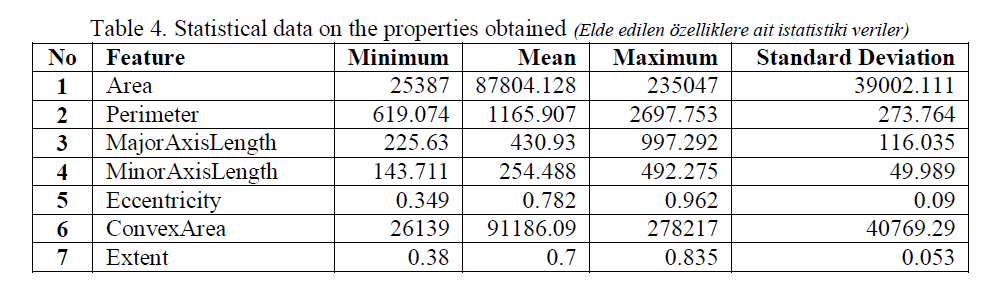 Table 4. Statistical data on the properties obtained (Elde edilen özelliklere ait istatistiki veriler)
No Feature Minimum Mean Maximum Standard Deviation
1 Area 25387 87804.128 235047 39002.111
2 Perimeter 619.074 1165.907 2697.753 273.764
3 MajorAxisLength 225.63 430.93 997.292 116.035
4 MinorAxisLength 143.711 254.488 492.275 49.989
5 Eccentricity 0.349 0.782 0.962 0.09
6 ConvexArea 26139 91186.09 278217 40769.29
7 Extent 0.38 0.7 0.835 0.053